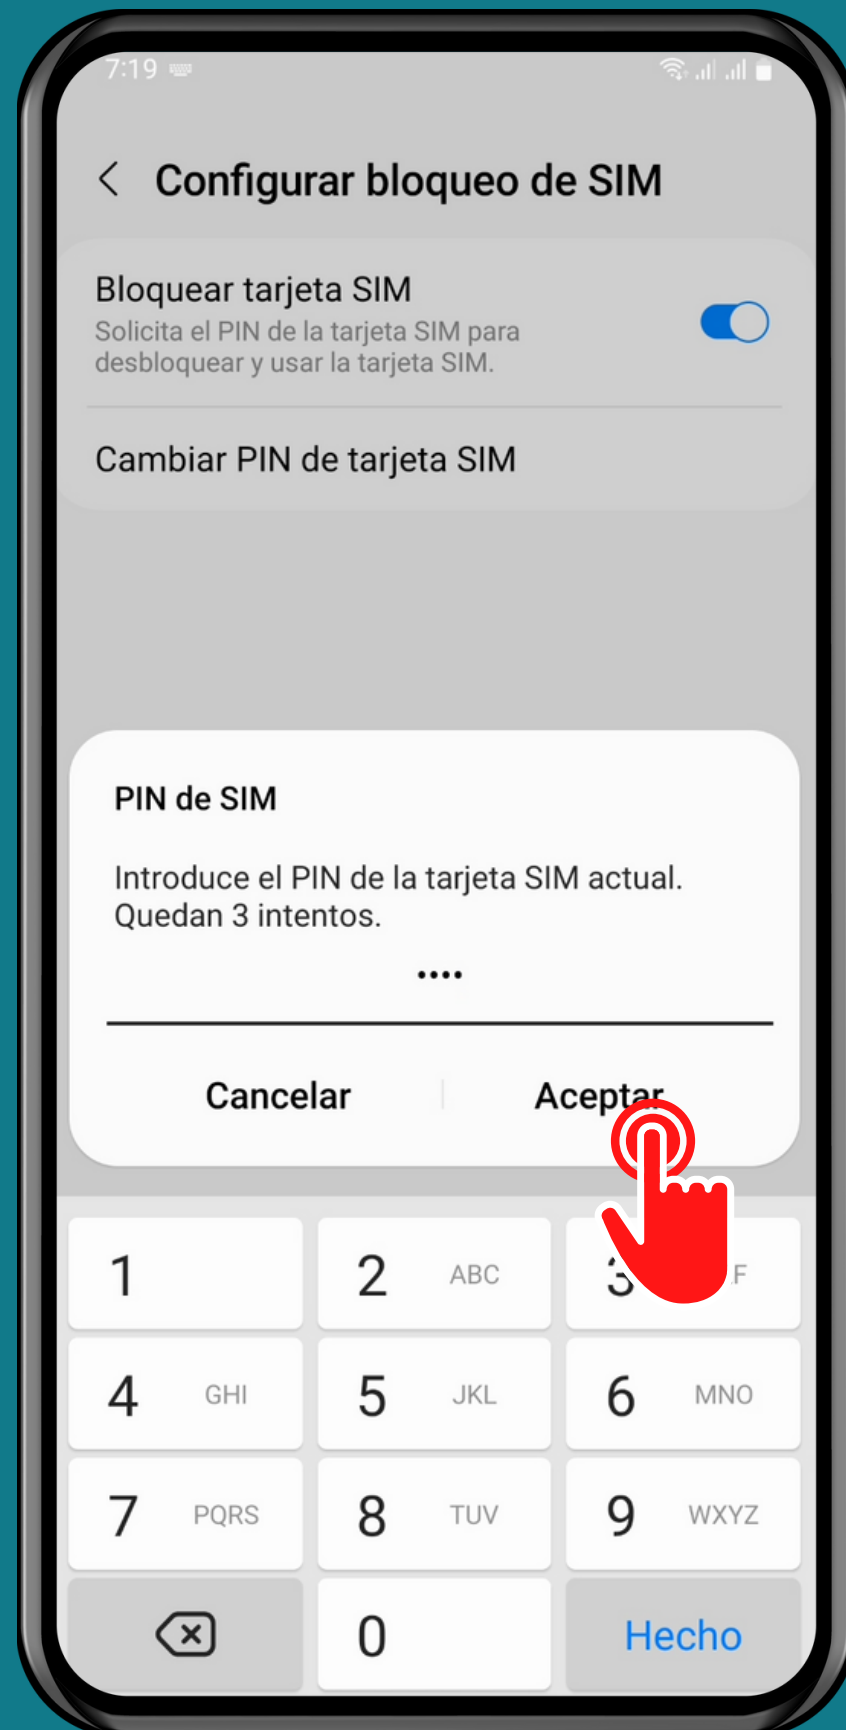 7:19
Configurar bloqueo de SIM
Bloquear tarjeta SIM
Solicita el PIN de la tarjeta SIM para
desbloquear y usar la tarjeta SIM.
Cambiar PIN de tarjeta SIM
PIN de SIM
Introduce el PIN de la tarjeta SIM actual.
Quedan 3 intentos.
••••
Cancelar Aceptar
1 2 ABC 3
4 GHI 5 JKL 6 MNO
7 PQRS 8 TUV 9 WXYZ
0 Hecho